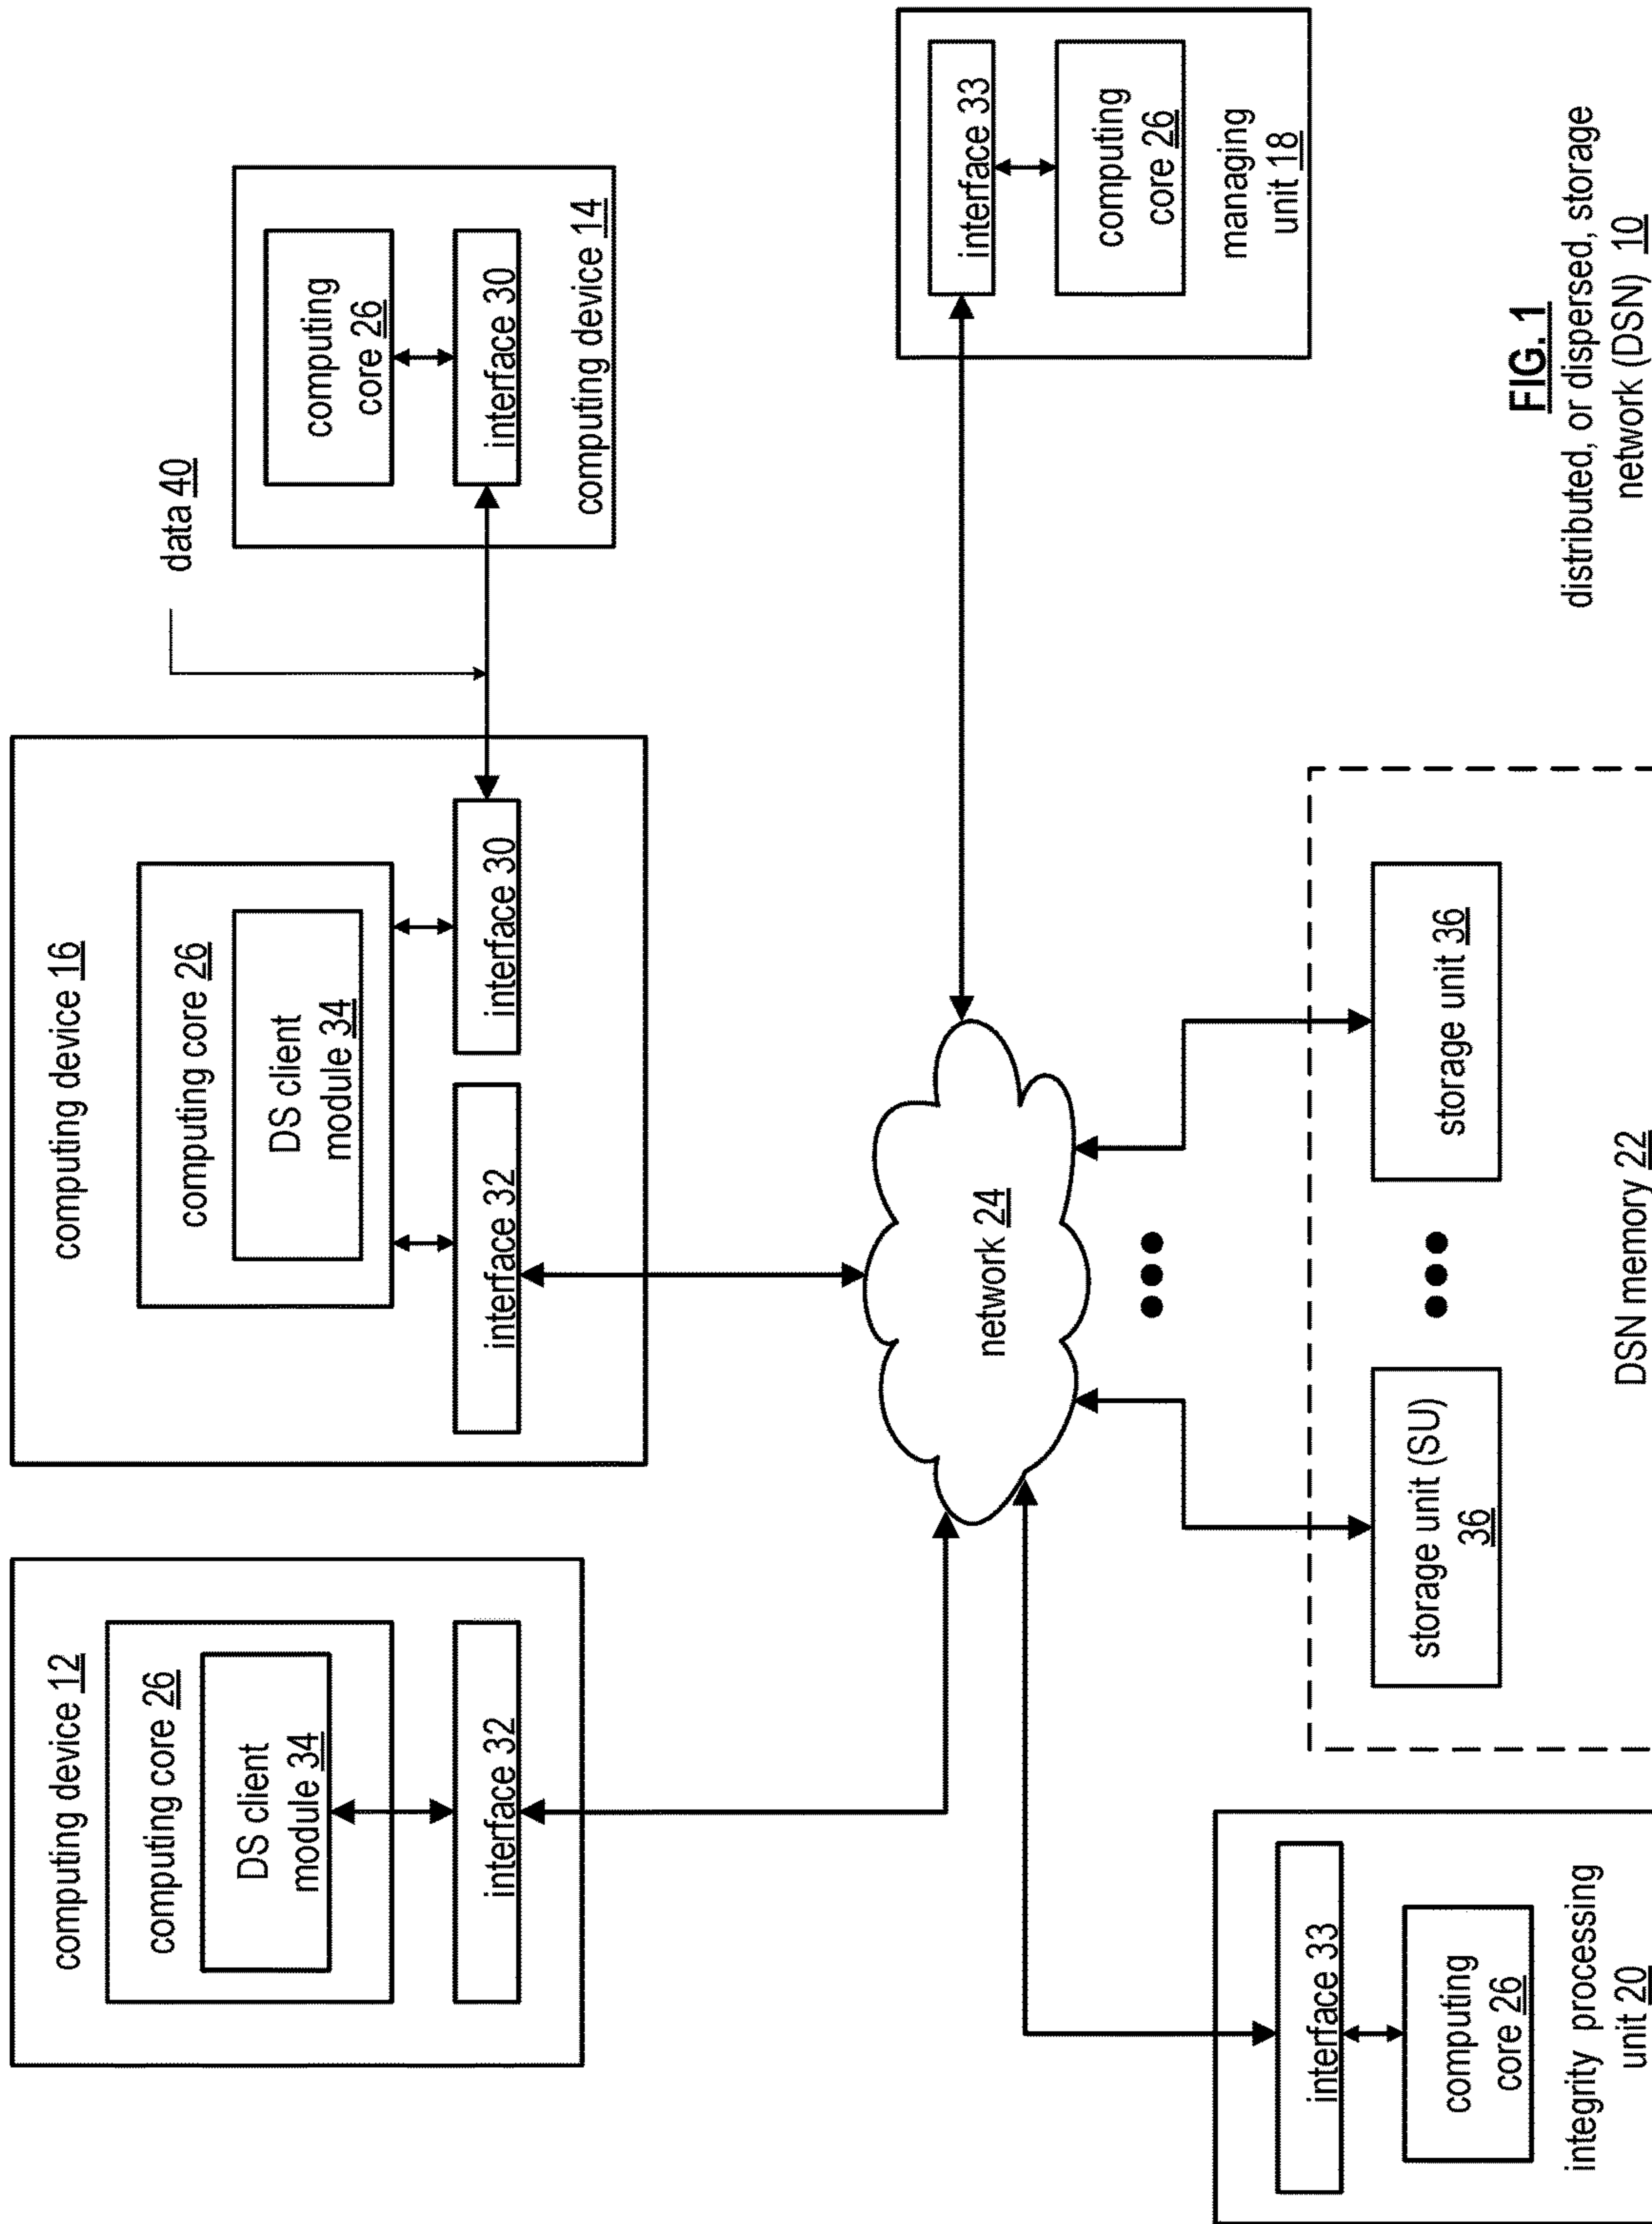 computing device 12
computing core 26
DS client
module 34
interface 32
computing device 16
computing core 26
DS client
module 34
interface 32
interface 30
data 40
computing
core 26
interface 30
computing device 14
network 24
interface 33
computing
core 26
managing
unit 18
interface 33
computing
core 26
integrity processing
unit 20
storage unit (SU)
36
storage unit 36
DSN memory 22
FIG. 1
distributed, or dispersed, storage
network (DSN) 10